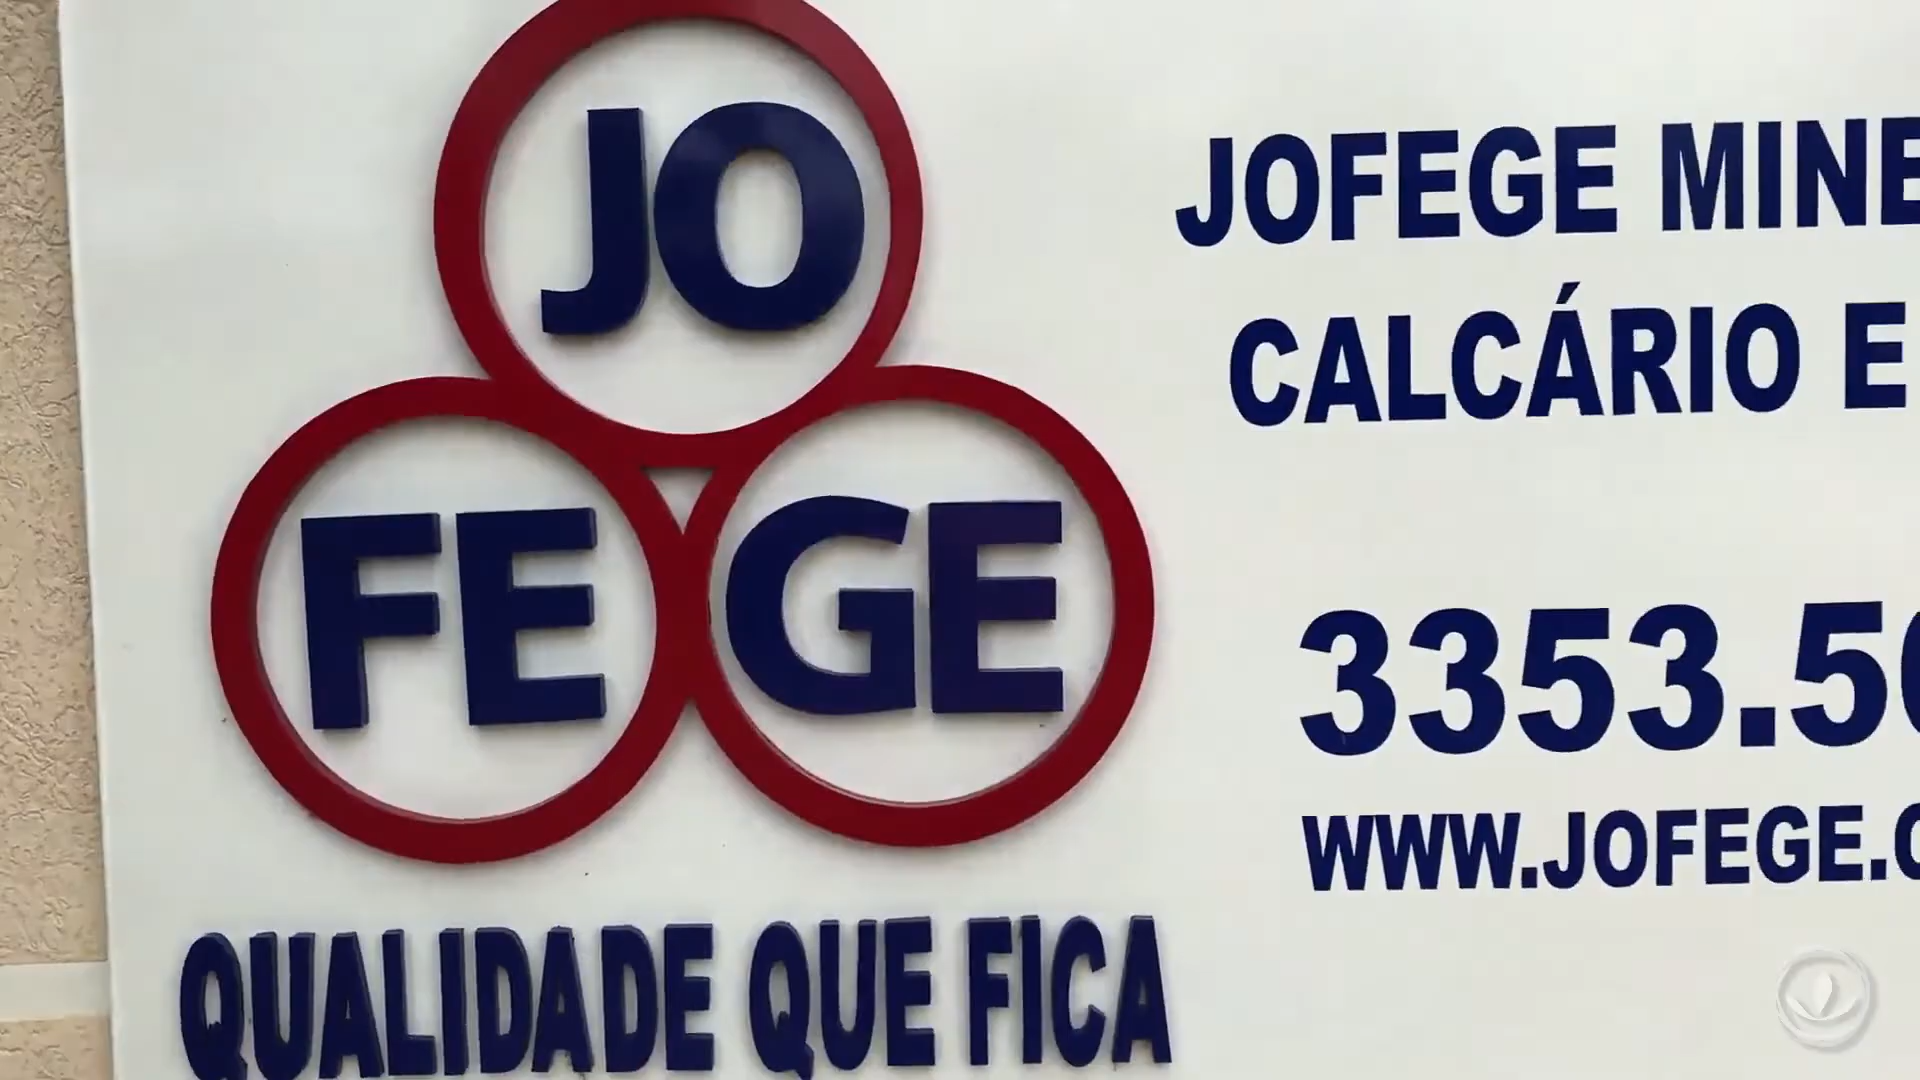 JO
FE GE
QUALIDADE QUE FICA
JOFEGE MINE
CALCÁRIO E
3353.50
WWW.JOFEGE.C